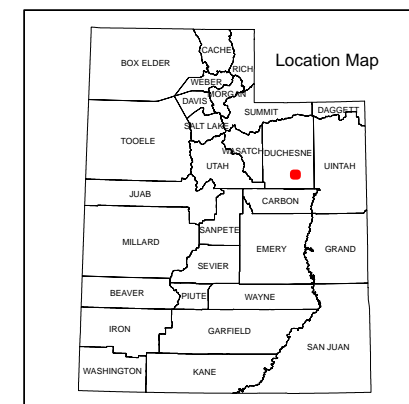 Location Map
BOX ELDER
CACHE
RICH
WEBER
MORGAN
DAVIS
SUMMIT
DAGGETT
SALT LAKE
TOOELE
WASATCH
DUCHESNE
UTAH
UINTAH
JUAB
CARBON
SANPETE
MILLARD
EMERY
GRAND
SEVIER
BEAVER
PIUTE
WAYNE
IRON
GARFIELD
SAN JUAN
WASHINGTON
KANE